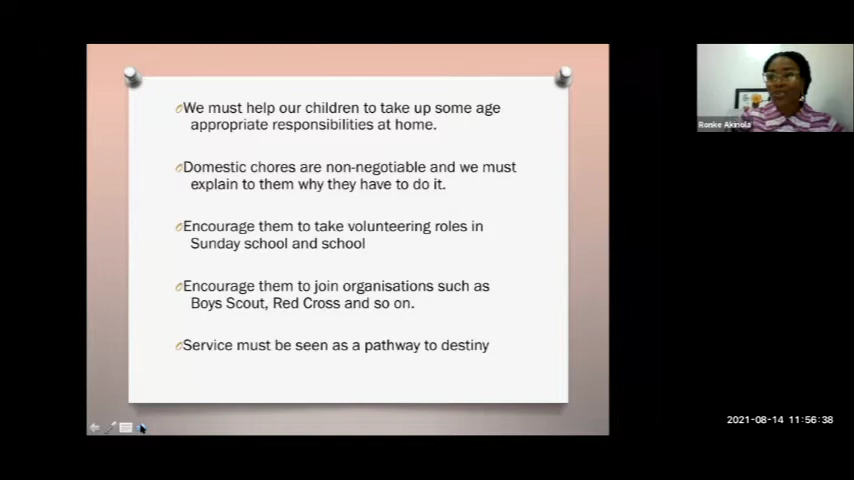 We must help our children to take up some age
appropriate responsibilities at home.
Domestic chores are non-negotiable and we must
explain to them why they have to do it.
Encourage them to take volunteering roles in
Sunday school and school
Encourage them to join organisations such as
Boys Scout, Red Cross and so on.
Service must be seen as a pathway to destiny
Ronke Akinola
2021-08-14 11:56:38